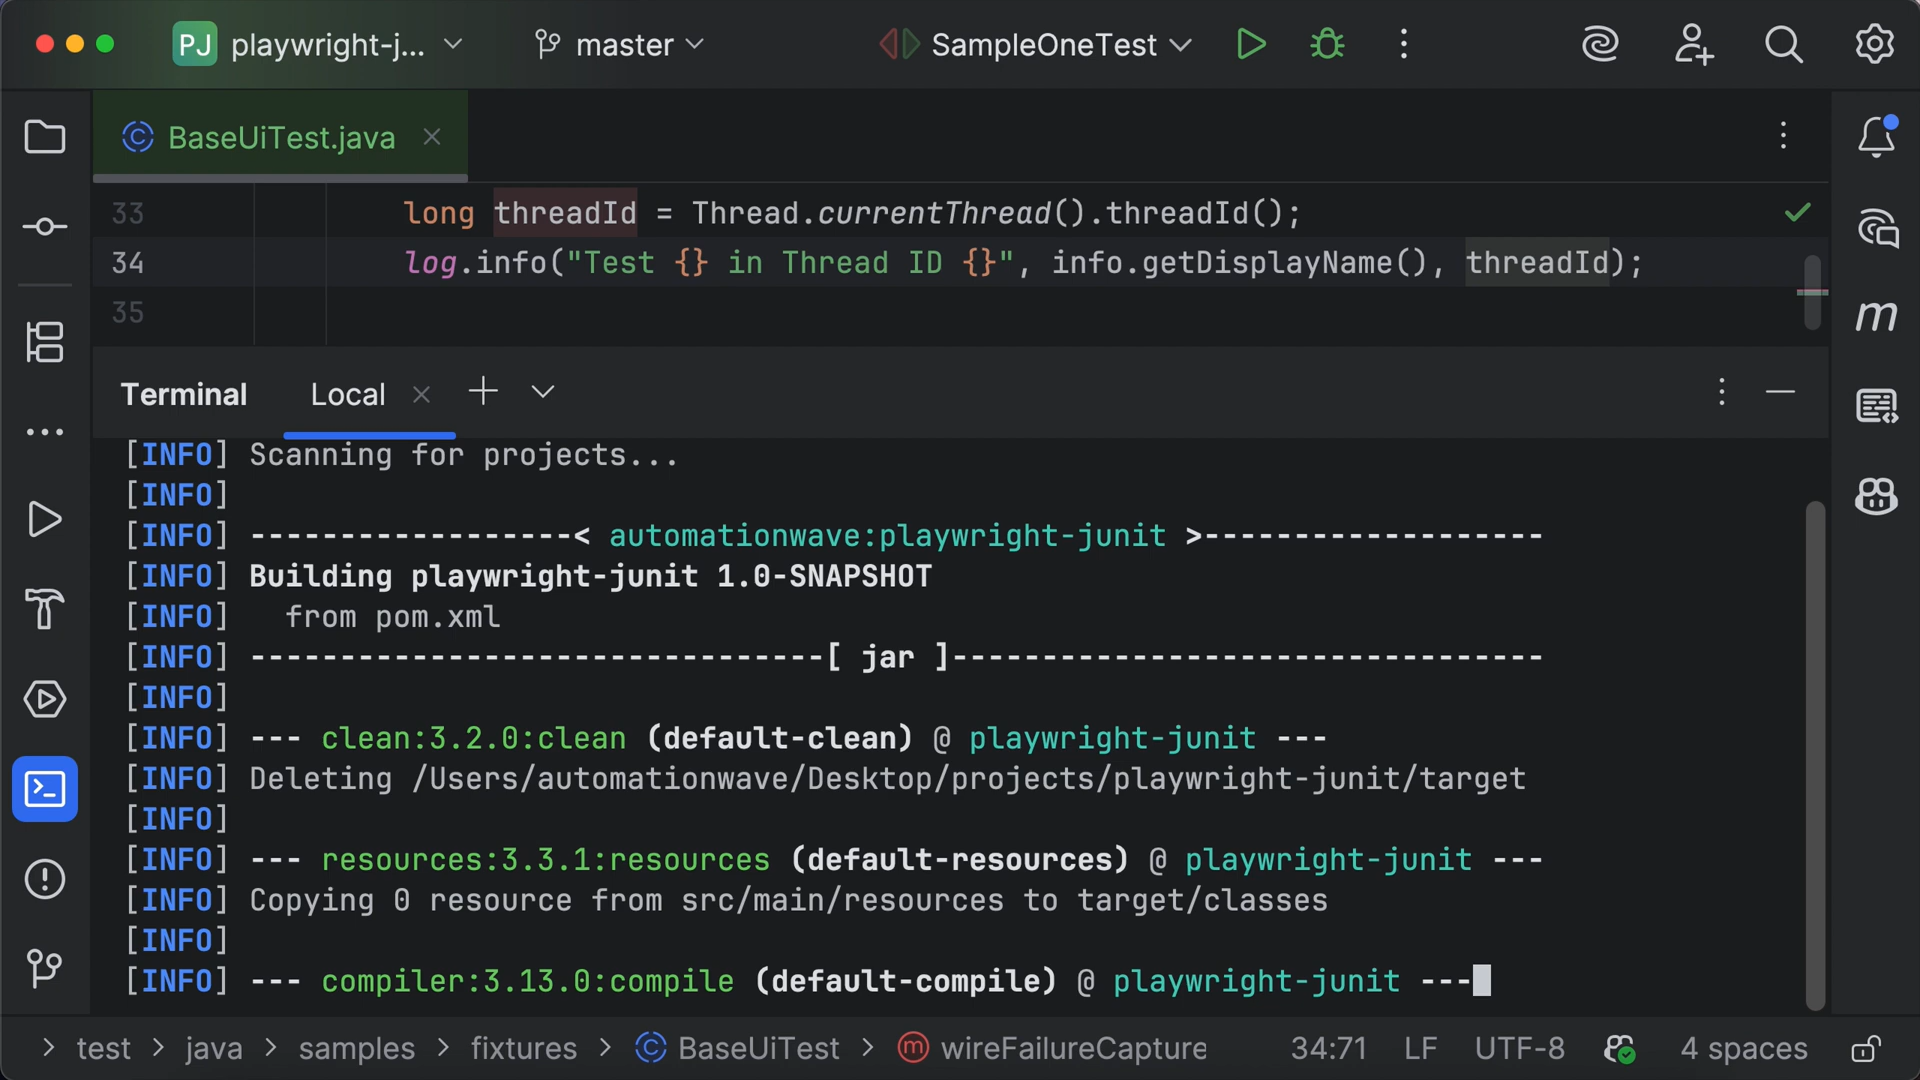 PJ playwright-j... master SampleOneTest
BaseUiTest.java
33 long threadId = Thread.currentThread().threadId();
34 log.info("Test {} in Thread ID {}", info.getDisplayName(), threadId);
35
Terminal Local
[INFO] Scanning for projects...
[INFO]
[INFO] ------------------< automationwave:playwright-junit >-------------------
[INFO] Building playwright-junit 1.0-SNAPSHOT
[INFO]   from pom.xml
[INFO] --------------------------------[ jar ]---------------------------------
[INFO]
[INFO] --- clean:3.2.0:clean (default-clean) @ playwright-junit ---
[INFO] Deleting /Users/automationwave/Desktop/projects/playwright-junit/target
[INFO]
[INFO] --- resources:3.3.1:resources (default-resources) @ playwright-junit ---
[INFO] Copying 0 resource from src/main/resources to target/classes
[INFO]
[INFO] --- compiler:3.13.0:compile (default-compile) @ playwright-junit ---
> test > java > samples > fixtures > BaseUiTest > wireFailureCapture 34:71 LF UTF-8 4 spaces